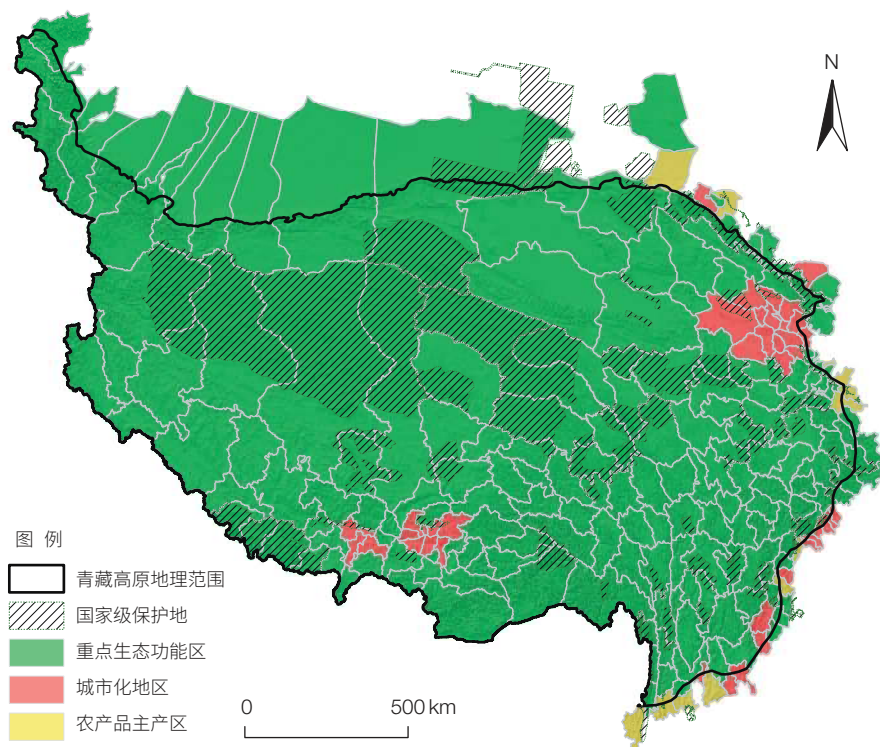 N
图 例
青藏高原地理范围
国家级保护地
重点生态功能区
城市化地区
农产品主产区
0 500 km